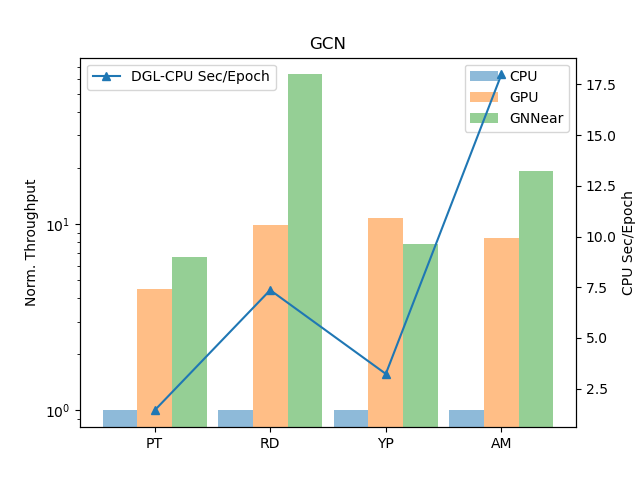 GCN
DGL-CPU Sec/Epoch
CPU
GPU
GNNear
Norm. Throughput
10¹
10⁰
17.5
15.0
12.5
10.0
7.5
5.0
2.5
CPU Sec/Epoch
PT RD YP AM